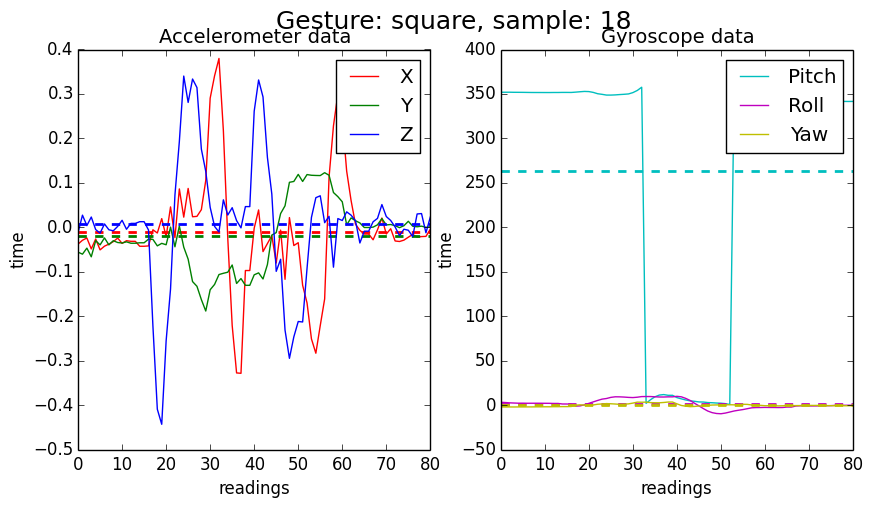 Gesture: square, sample: 18
Accelerometer data
0.4
0.3
0.2
0.1
0.0
−0.1
−0.2
−0.3
−0.4
−0.5
time
0 10 20 30 40 50 60 70 80
readings
X
Y
Z
Gyroscope data
400
350
300
250
200
150
100
50
0
−50
time
0 10 20 30 40 50 60 70 80
readings
Pitch
Roll
Yaw